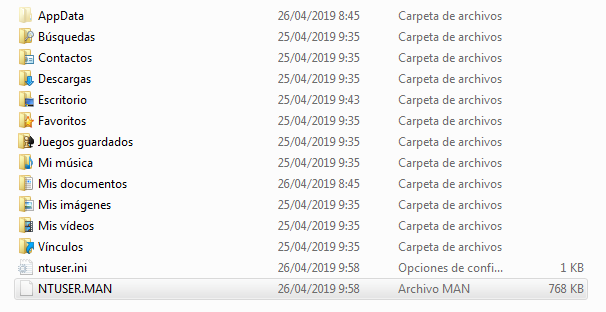 AppData 26/04/2019 8:45 Carpeta de archivos
Búsquedas 25/04/2019 9:35 Carpeta de archivos
Contactos 25/04/2019 9:35 Carpeta de archivos
Descargas 25/04/2019 9:35 Carpeta de archivos
Escritorio 25/04/2019 9:43 Carpeta de archivos
Favoritos 25/04/2019 9:35 Carpeta de archivos
Juegos guardados 25/04/2019 9:35 Carpeta de archivos
Mi música 25/04/2019 9:35 Carpeta de archivos
Mis documentos 26/04/2019 8:45 Carpeta de archivos
Mis imágenes 25/04/2019 9:35 Carpeta de archivos
Mis vídeos 25/04/2019 9:35 Carpeta de archivos
Vínculos 25/04/2019 9:35 Carpeta de archivos
ntuser.ini 26/04/2019 9:58 Opciones de confi... 1 KB
NTUSER.MAN 26/04/2019 9:58 Archivo MAN 768 KB